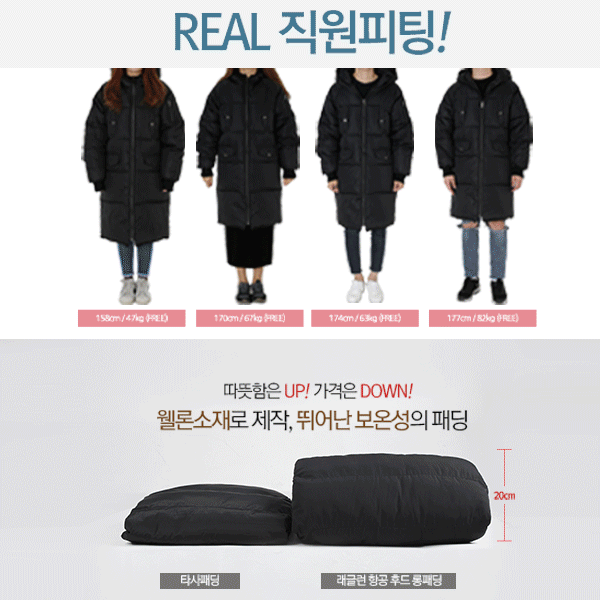 REAL 직원피팅!
158cm / 47kg (FREE)
170cm / 67kg (FREE)
174cm / 63kg (FREE)
177cm / 82kg (FREE)
따뜻함은 UP! 가격은 DOWN!
웰론소재로 제작, 뛰어난 보온성의 패딩
20cm
타사패딩
래글런 항공 후드 롱패딩